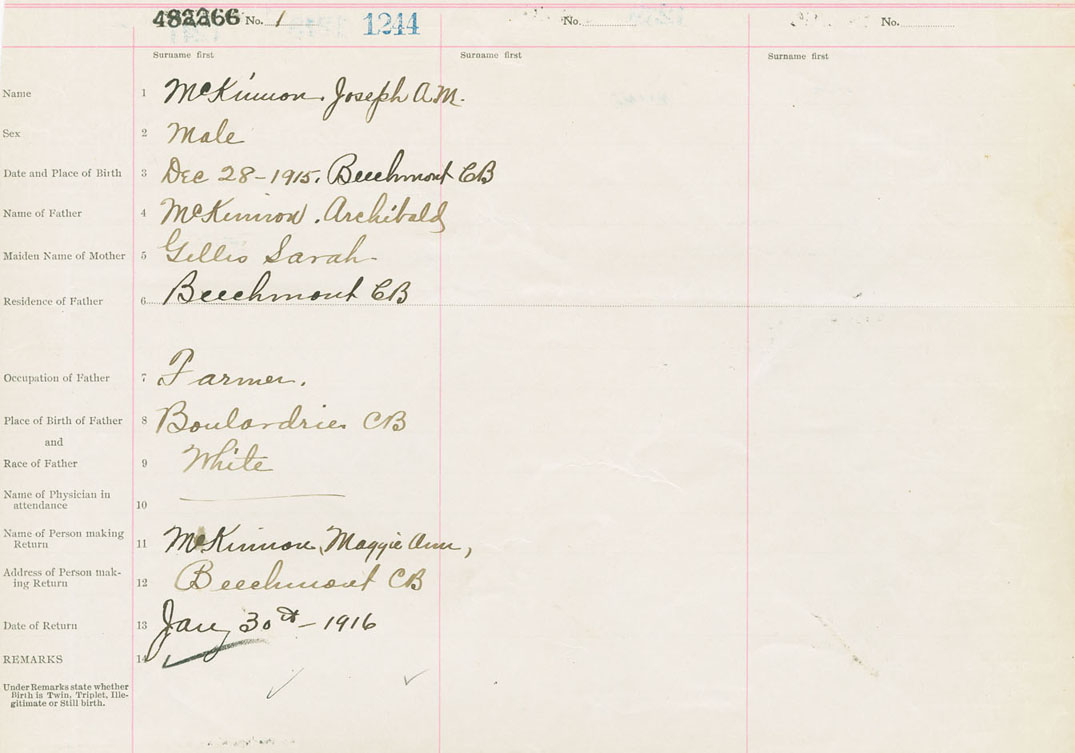 482266 No. 1 1244 No. No.
Surname first Surname first Surname first
Name 1 McKinnon, Joseph A.M.
Sex 2 Male
Date and Place of Birth 3 Dec 28-1915. Beechmont CB
Name of Father 4 McKinnon, Archibald
Maiden Name of Mother 5 Gillis Sarah-
Residence of Father 6 Beechmont CB
Occupation of Father 7 Farmer.
Place of Birth of Father 8 Boulardrie CB
and
Race of Father 9 White
Name of Physician in
attendance 10
Name of Person making
Return 11 McKinnon, Maggie Ann,
Address of Person mak-
ing Return 12 Beechmont CB
Date of Return 13 Jany 30th - 1916
REMARKS 14
Under Remarks state whether
Birth is Twin, Triplet, Ille-
gitimate or Still birth.